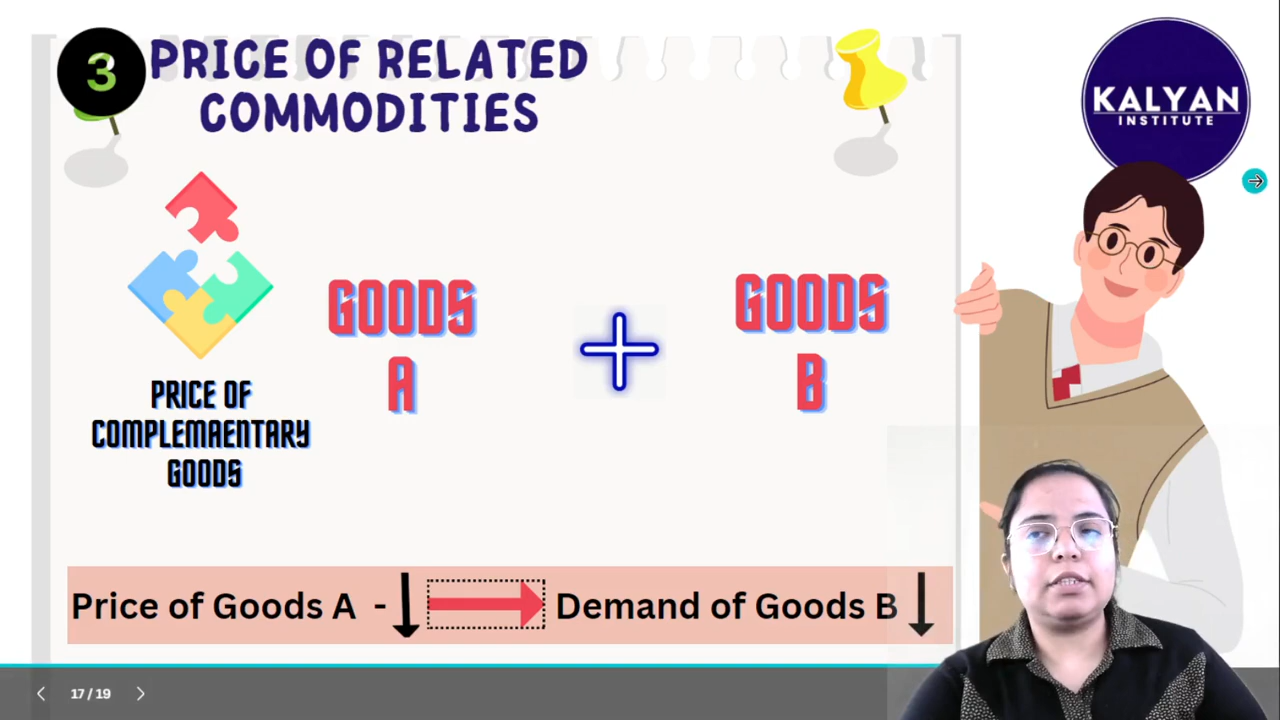 3
PRICE OF RELATED
COMMODITIES
KALYAN
INSTITUTE
GOODS
A
GOODS
B
PRICE OF
COMPLEMAENTARY
GOODS
Price of Goods A - ↓ → Demand of Goods B ↓
17 / 19